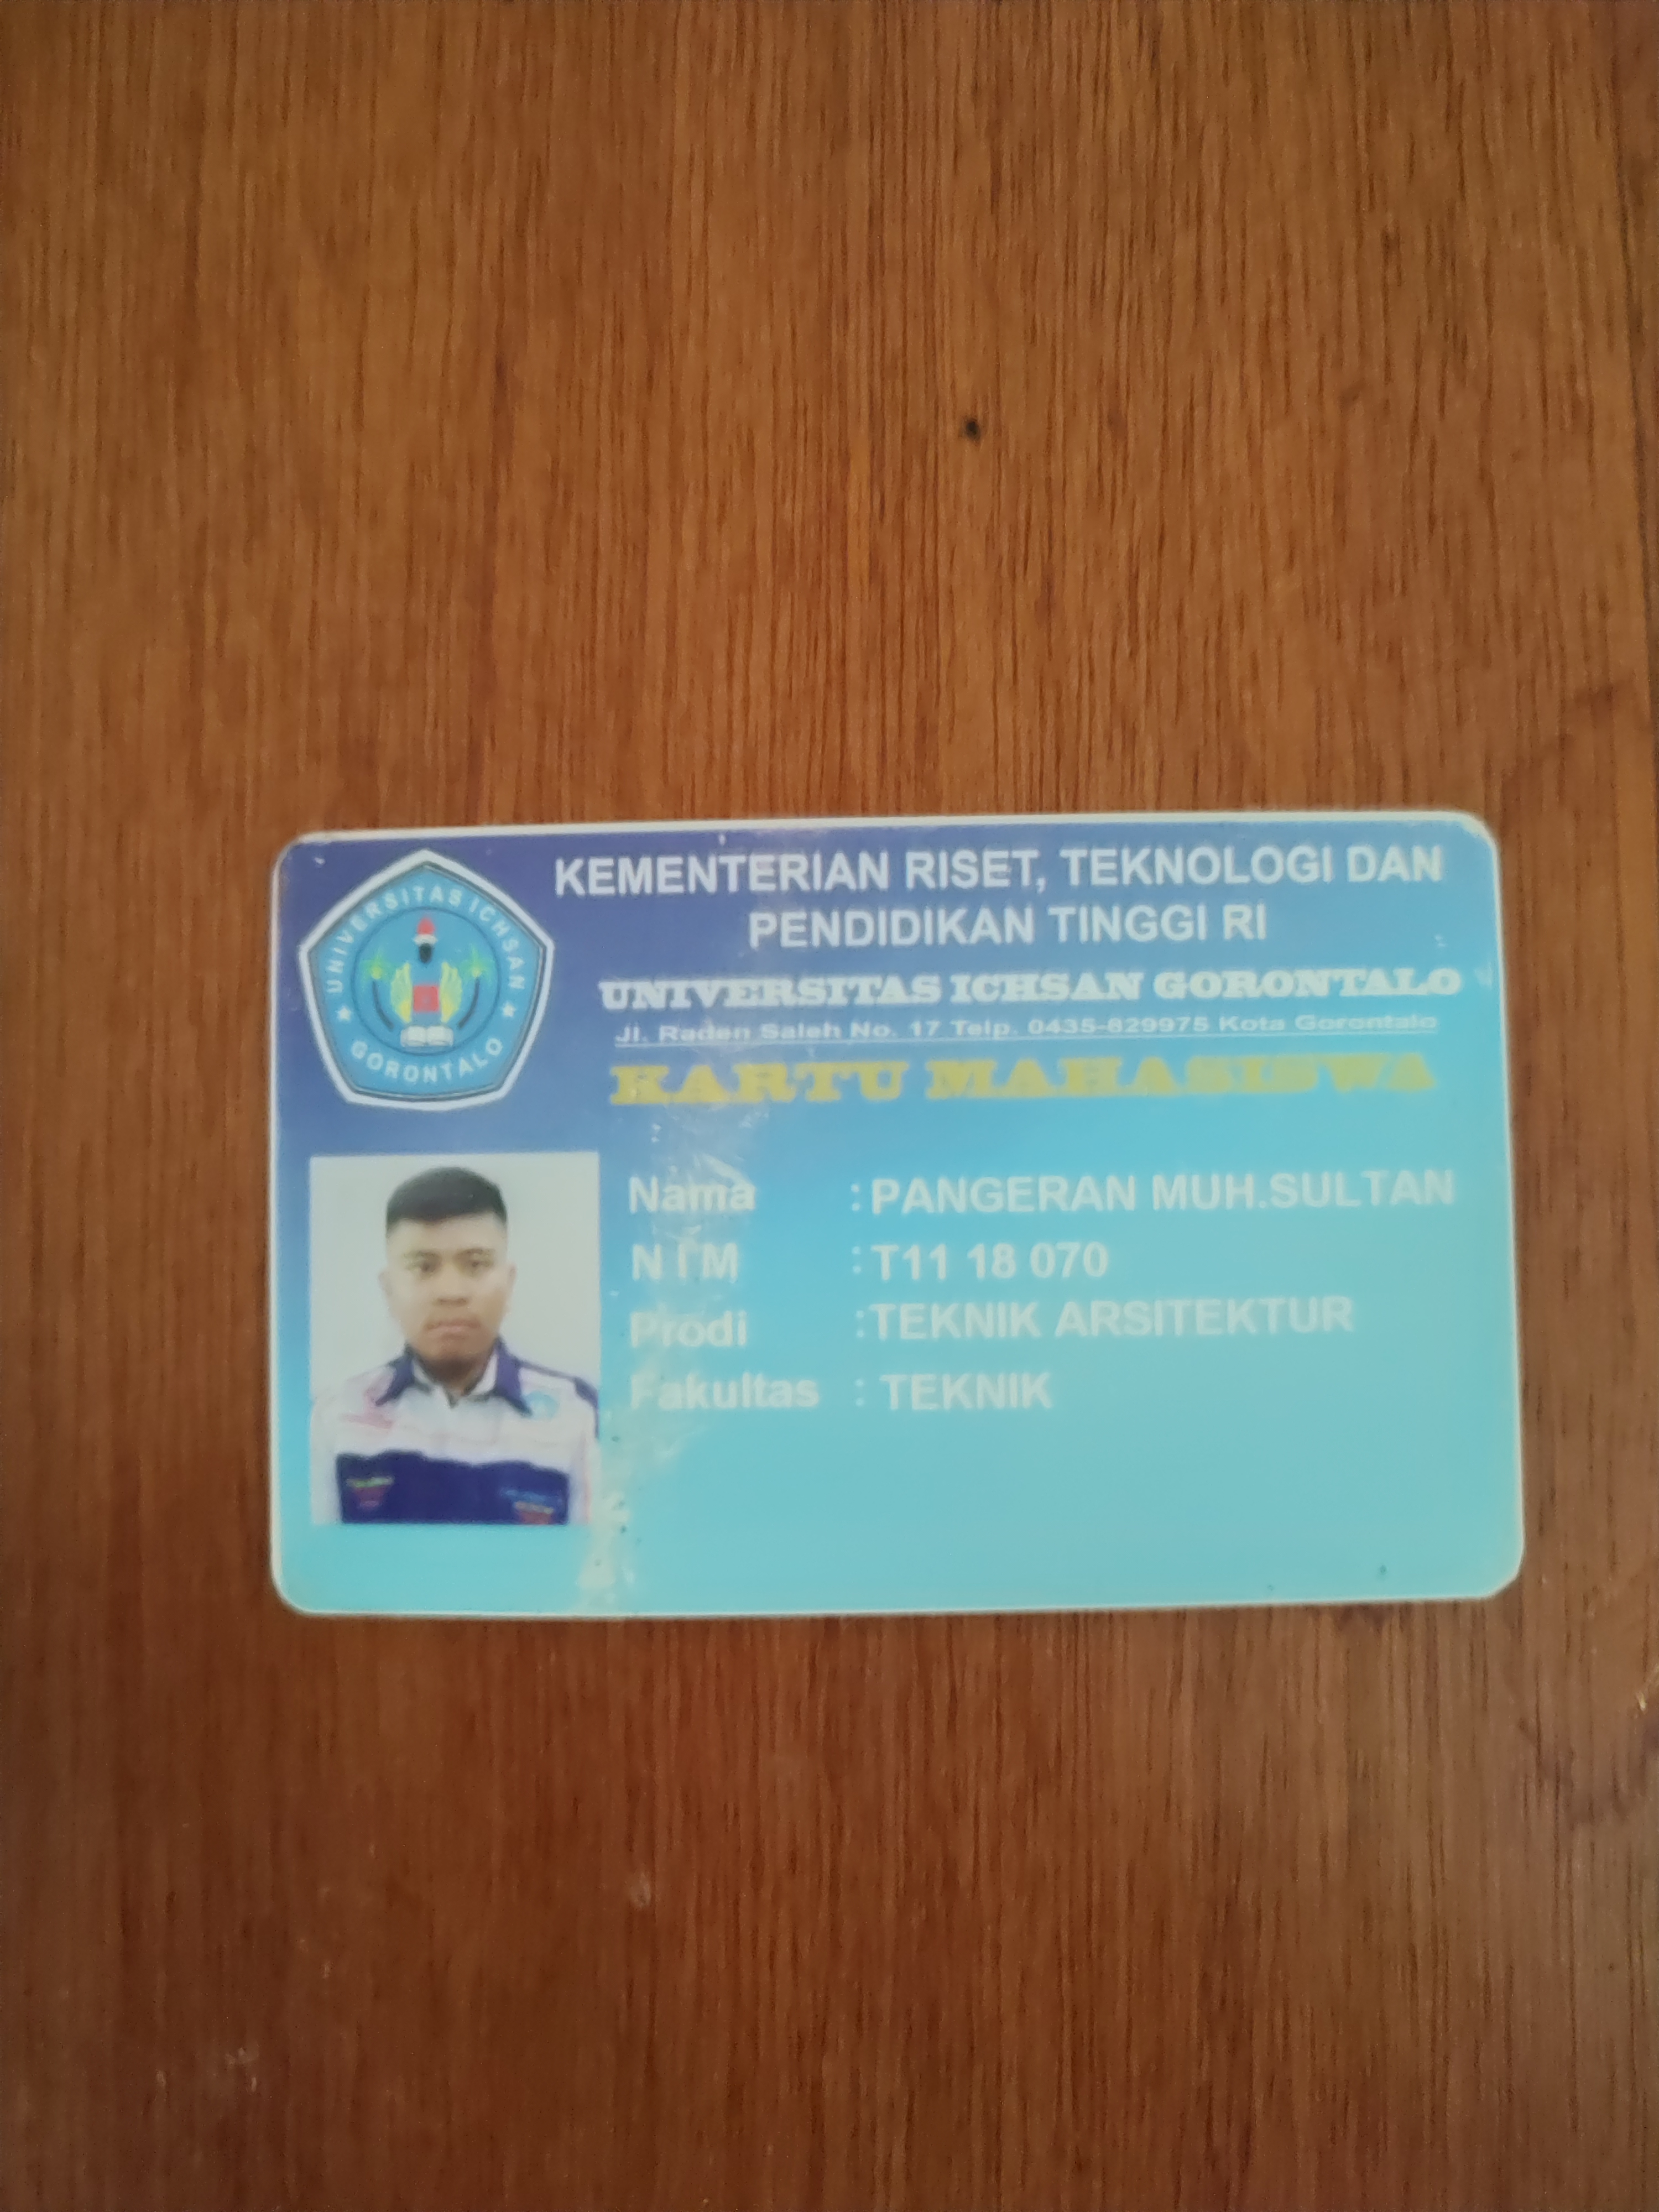 UNIVERSITAS ICHSAN
GORONTALO
KEMENTERIAN RISET, TEKNOLOGI DAN
PENDIDIKAN TINGGI RI
UNIVERSITAS ICHSAN GORONTALO
Jl. Raden Saleh No. 17 Telp. 0435-829975 Kota Gorontalo
KARTU MAHASISWA
Nama : PANGERAN MUH.SULTAN
N I M : T11 18 070
Prodi : TEKNIK ARSITEKTUR
Fakultas : TEKNIK